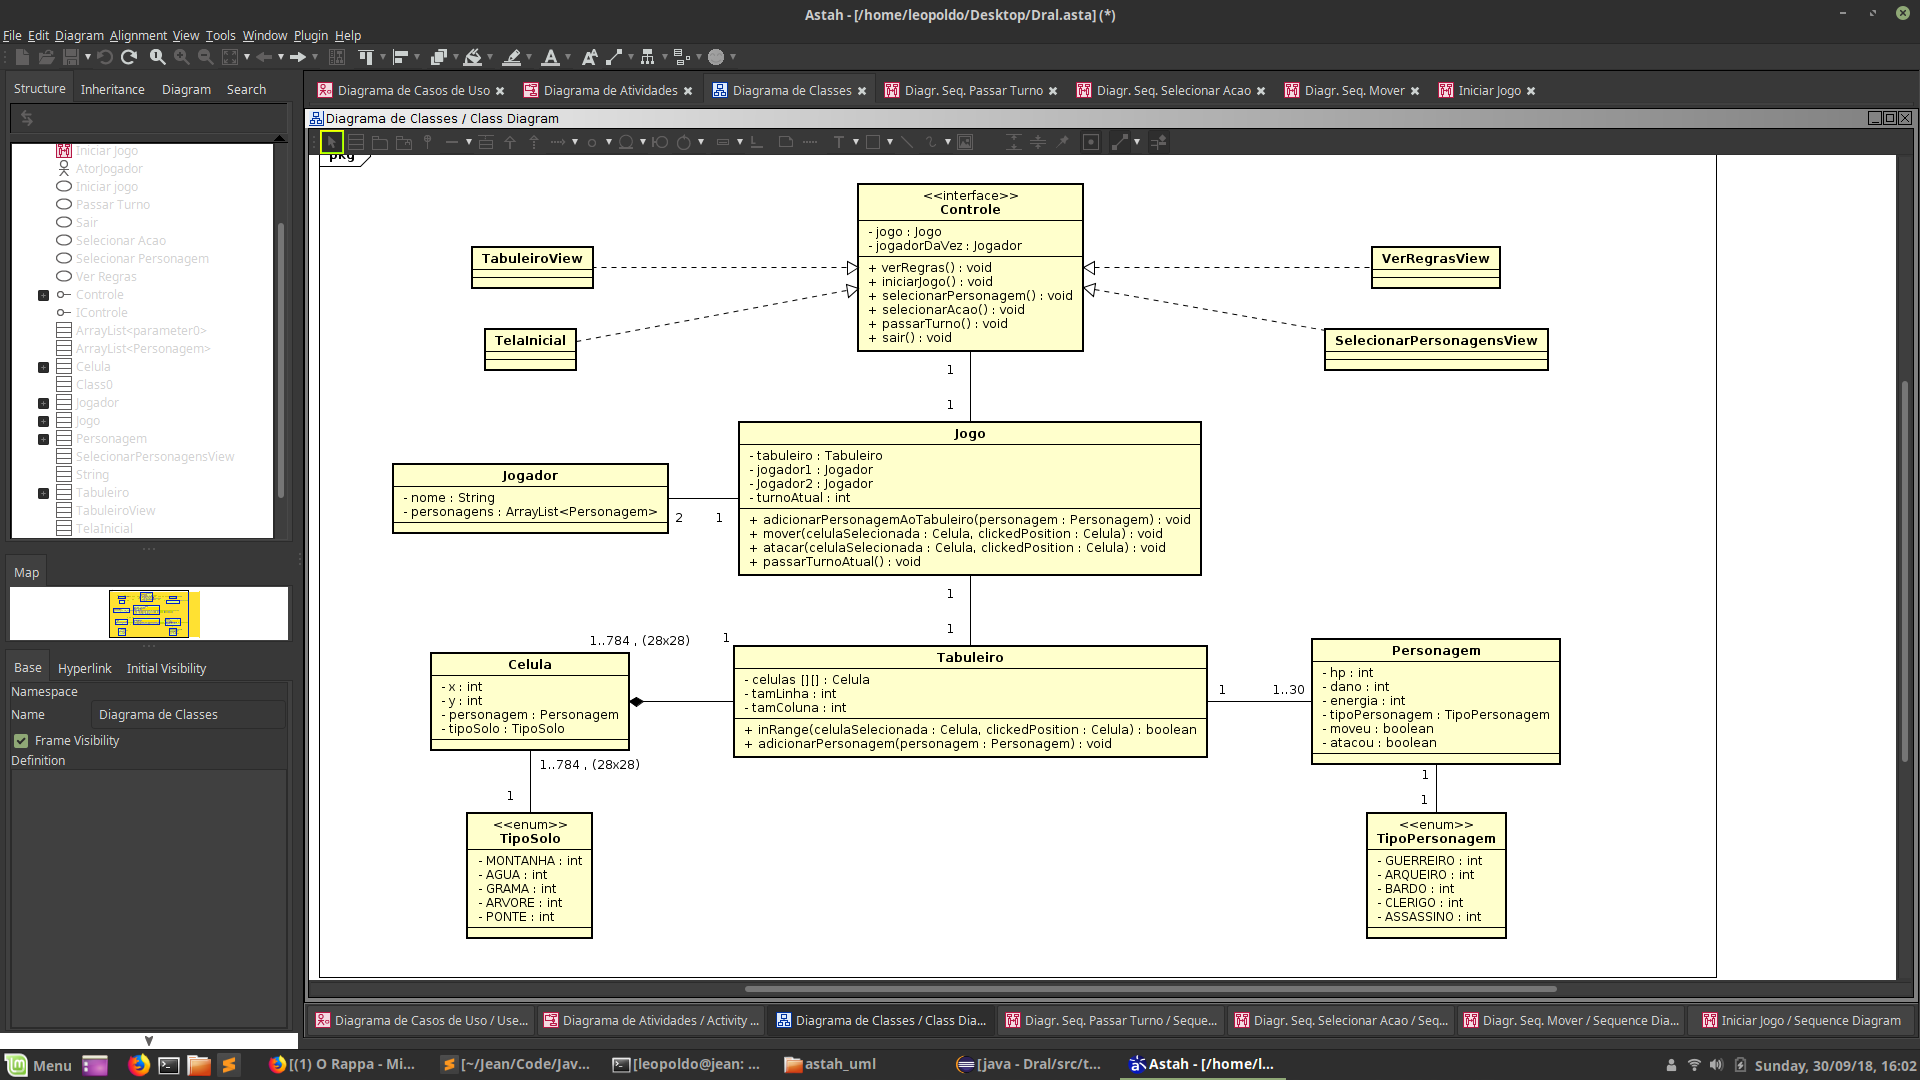 Astah - [/home/leopoldo/Desktop/Dral.asta] (*)
File Edit Diagram Alignment View Tools Window Plugin Help
Structure Inheritance Diagram Search
Iniciar Jogo
AtorJogador
Iniciar jogo
Passar Turno
Sair
Selecionar Acao
Selecionar Personagem
Ver Regras
Controle
IControle
ArrayList<parameter0>
ArrayList<Personagem>
Celula
Class0
Jogador
Jogo
Personagem
SelecionarPersonagensView
String
Tabuleiro
TabuleiroView
TelaInicial
Map
Base Hyperlink Initial Visibility
Namespace
Name Diagrama de Classes
Frame Visibility
Definition
Diagrama de Casos de Uso
Diagrama de Atividades
Diagrama de Classes
Diagr. Seq. Passar Turno
Diagr. Seq. Selecionar Acao
Diagr. Seq. Mover
Iniciar Jogo
Diagrama de Classes / Class Diagram
pkg
<<interface>>
Controle
- jogo : Jogo
- jogadorDaVez : Jogador
+ verRegras() : void
+ iniciarJogo() : void
+ selecionarPersonagem() : void
+ selecionarAcao() : void
+ passarTurno() : void
+ sair() : void
TabuleiroView
TelaInicial
VerRegrasView
SelecionarPersonagensView
1
1
Jogo
- tabuleiro : Tabuleiro
- jogador1 : Jogador
- Jogador2 : Jogador
- turnoAtual : int
+ adicionarPersonagemAoTabuleiro(personagem : Personagem) : void
+ mover(celulaSelecionada : Celula, clickedPosition : Celula) : void
+ atacar(celulaSelecionada : Celula, clickedPosition : Celula) : void
+ passarTurnoAtual() : void
Jogador
- nome : String
- personagens : ArrayList<Personagem>
2 1
1
1
1..784 , (28x28) 1
Celula
- x : int
- y : int
- personagem : Personagem
- tipoSolo : TipoSolo
Tabuleiro
- celulas [][] : Celula
- tamLinha : int
- tamColuna : int
+ inRange(celulaSelecionada : Celula, clickedPosition : Celula) : boolean
+ adicionarPersonagem(personagem : Personagem) : void
1 1..30
Personagem
- hp : int
- dano : int
- energia : int
- tipoPersonagem : TipoPersonagem
- moveu : boolean
- atacou : boolean
1..784 , (28x28)
1
<<enum>>
TipoSolo
- MONTANHA : int
- AGUA : int
- GRAMA : int
- ARVORE : int
- PONTE : int
1
1
<<enum>>
TipoPersonagem
- GUERREIRO : int
- ARQUEIRO : int
- BARDO : int
- CLERIGO : int
- ASSASSINO : int
Diagrama de Casos de Uso / Use...
Diagrama de Atividades / Activity ...
Diagrama de Classes / Class Dia...
Diagr. Seq. Passar Turno / Seque...
Diagr. Seq. Selecionar Acao / Seq...
Diagr. Seq. Mover / Sequence Dia...
Iniciar Jogo / Sequence Diagram
Menu
[(1) O Rappa - Mi...
[~/Jean/Code/Jav...
[leopoldo@jean: ...
astah_uml
[java - Dral/src/t...
Astah - [/home/l...
Sunday, 30/09/18, 16:02